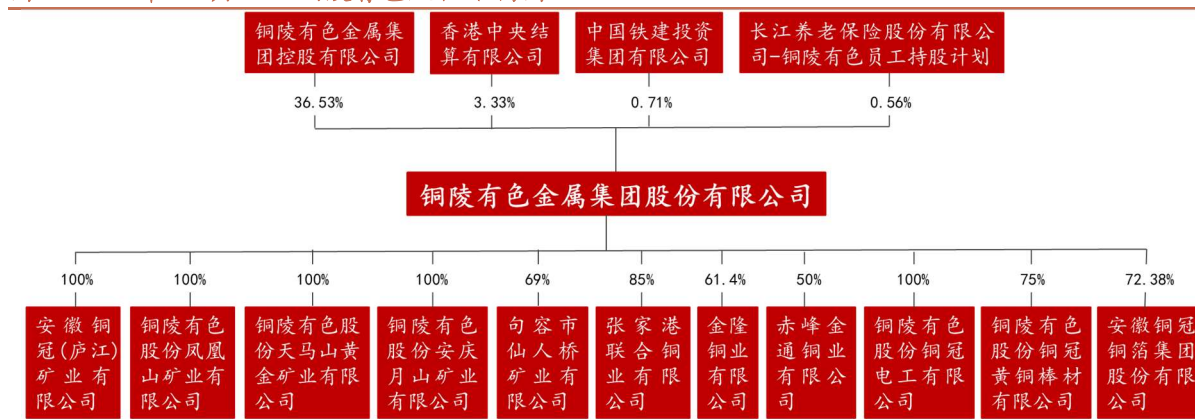 铜陵有色金属集
团控股有限公司
香港中央结
算有限公司
中国铁建投资
集团有限公司
长江养老保险股份有限公
司-铜陵有色员工持股计划
36.53%
3.33%
0.71%
0.56%
铜陵有色金属集团股份有限公司
100%
100%
100%
100%
69%
85%
61.4%
50%
100%
75%
72.38%
安徽铜
冠(庐江)
矿业有
限公司
铜陵有色
股份凤凰
山矿业有
限公司
铜陵有色股
份天马山黄
金矿业有限
公司
铜陵有色
股份安庆
月山矿业
有限公司
句容市
仙人桥
矿业有
限公司
张家港
联合铜
业有限
公司
金隆
铜业
有限
公司
赤峰金
通铜业
有限公
司
铜陵有色
股份铜冠
电工有限
公司
铜陵有色
股份铜冠
黄铜棒材
有限公司
安徽铜冠
铜箔集团
股份有限
公司